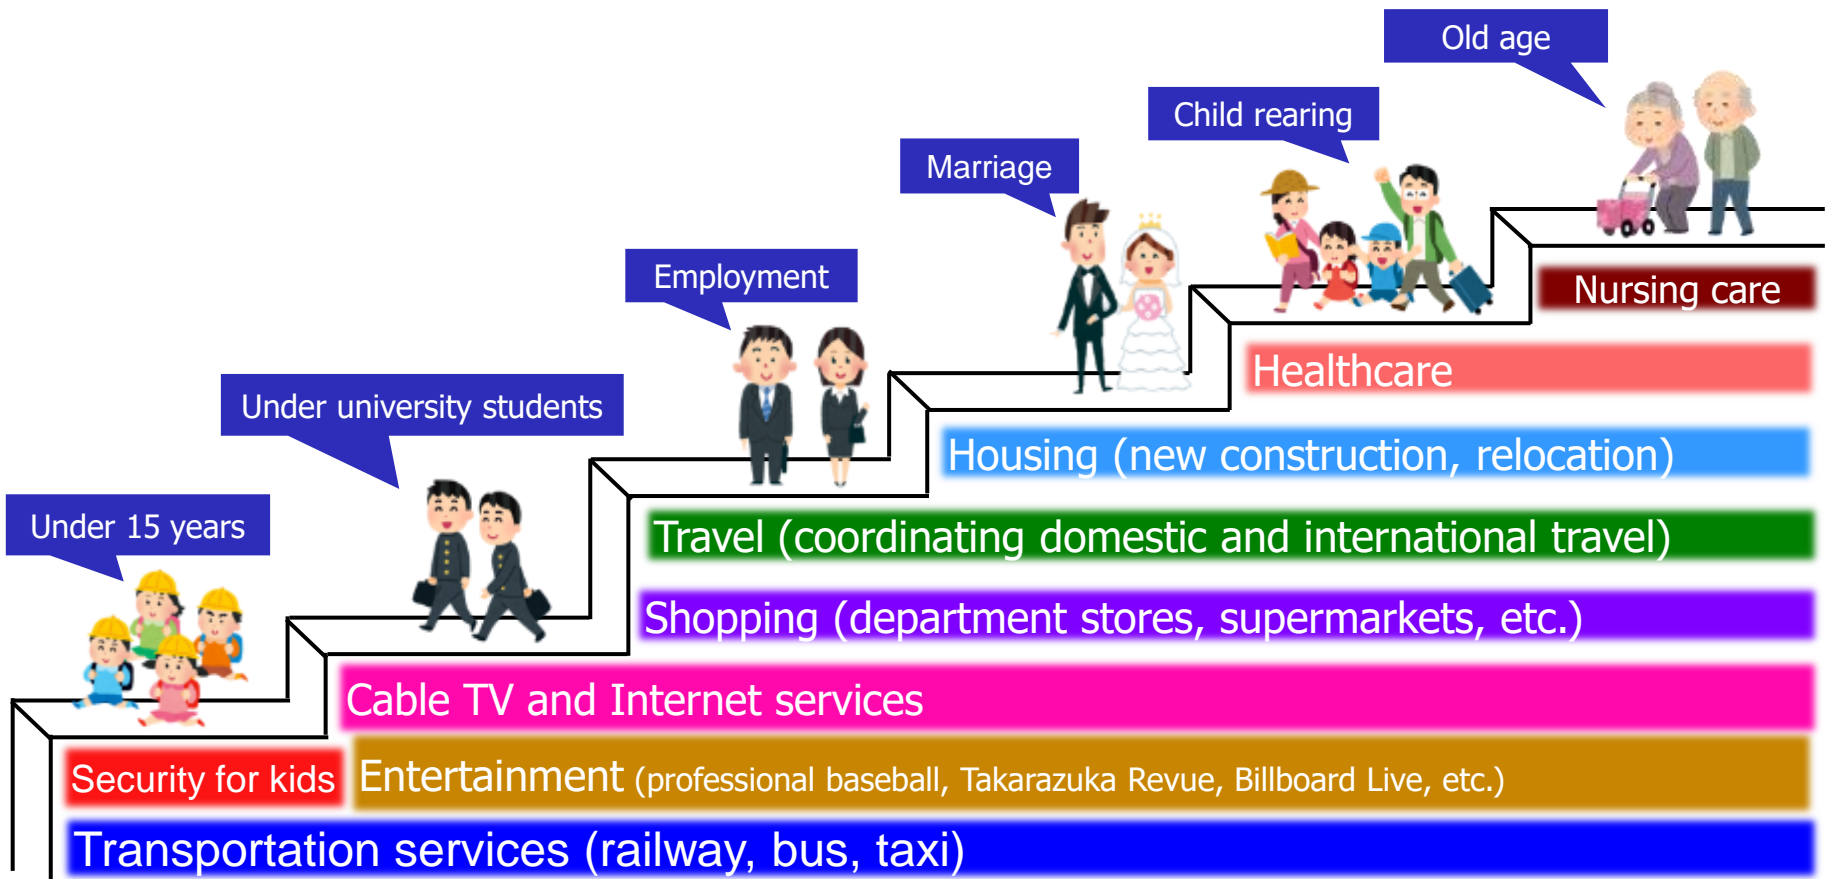 Old age
Child rearing
Marriage
Employment
Under university students
Under 15 years
Nursing care
Healthcare
Housing (new construction, relocation)
Travel (coordinating domestic and international travel)
Shopping (department stores, supermarkets, etc.)
Cable TV and Internet services
Security for kids
Entertainment (professional baseball, Takarazuka Revue, Billboard Live, etc.)
Transportation services (railway, bus, taxi)